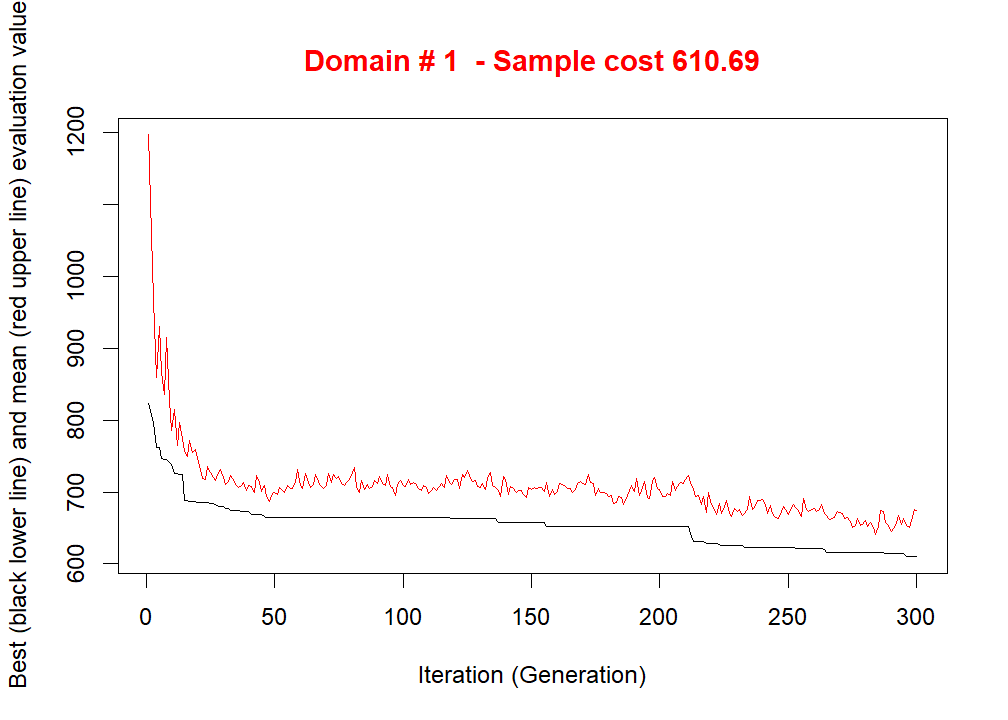 Domain # 1 - Sample cost 610.69
Best (black lower line) and mean (red upper line) evaluation value
1200
1000
900
800
700
600
0 50 100 150 200 250 300
Iteration (Generation)